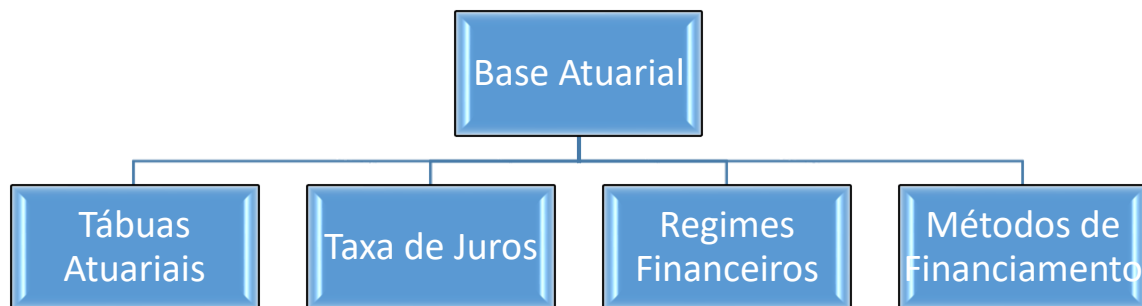 Base Atuarial
Tábuas
Atuariais
Taxa de Juros
Regimes
Financeiros
Métodos de
Financiamento